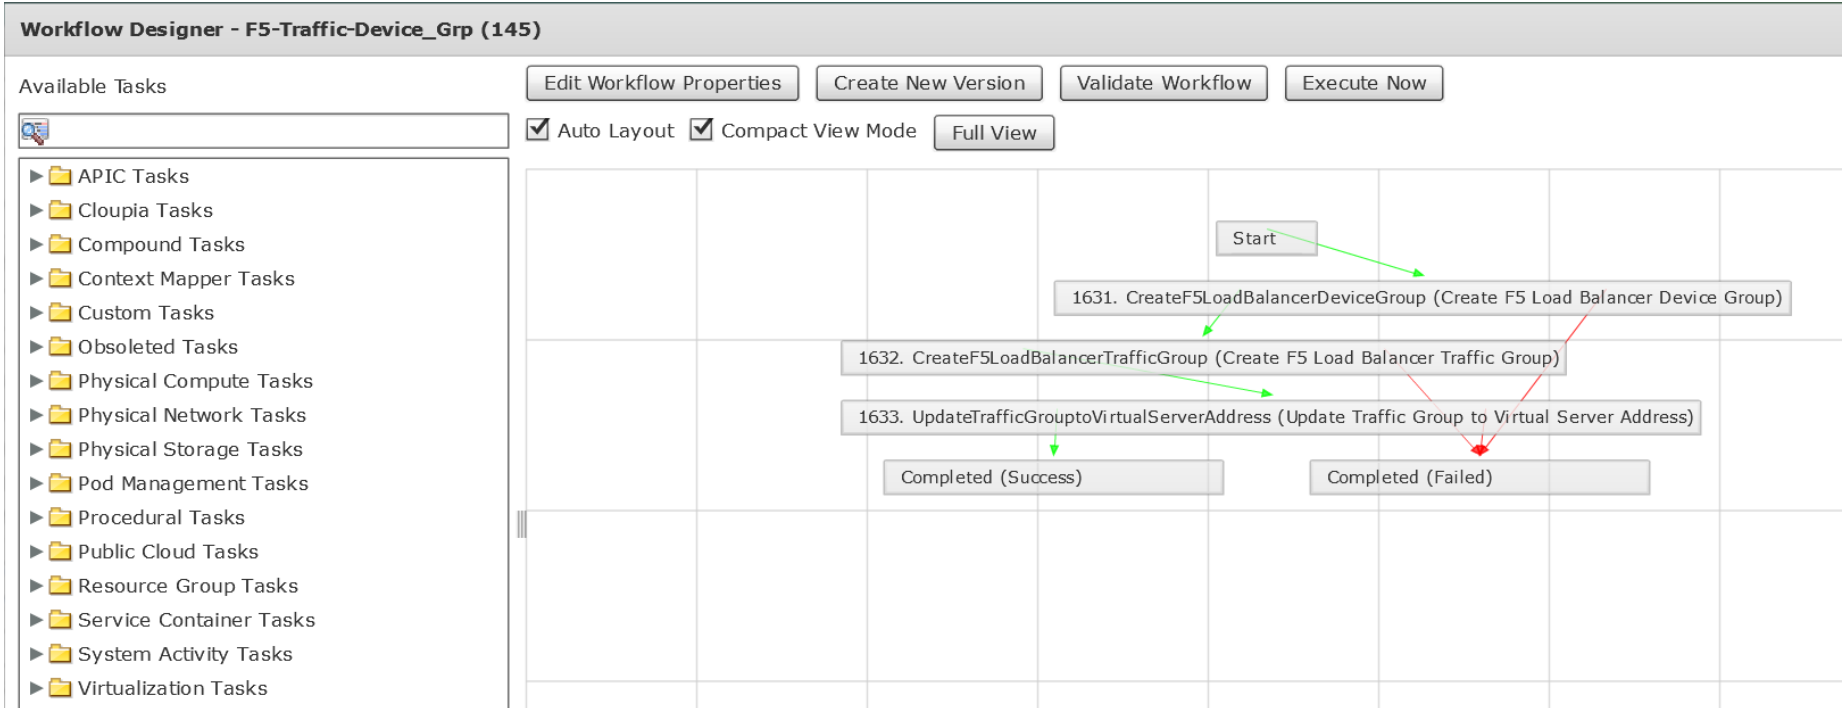 Workflow Designer - F5-Traffic-Device_Grp (145)
Available Tasks
Edit Workflow Properties
Create New Version
Validate Workflow
Execute Now
Auto Layout
Compact View Mode
Full View
APIC Tasks
Cloupia Tasks
Compound Tasks
Context Mapper Tasks
Custom Tasks
Obsoleted Tasks
Physical Compute Tasks
Physical Network Tasks
Physical Storage Tasks
Pod Management Tasks
Procedural Tasks
Public Cloud Tasks
Resource Group Tasks
Service Container Tasks
System Activity Tasks
Virtualization Tasks
Start
1631. CreateF5LoadBalancerDeviceGroup (Create F5 Load Balancer Device Group)
1632. CreateF5LoadBalancerTrafficGroup (Create F5 Load Balancer Traffic Group)
1633. UpdateTrafficGrouptoVirtualServerAddress (Update Traffic Group to Virtual Server Address)
Completed (Success)
Completed (Failed)